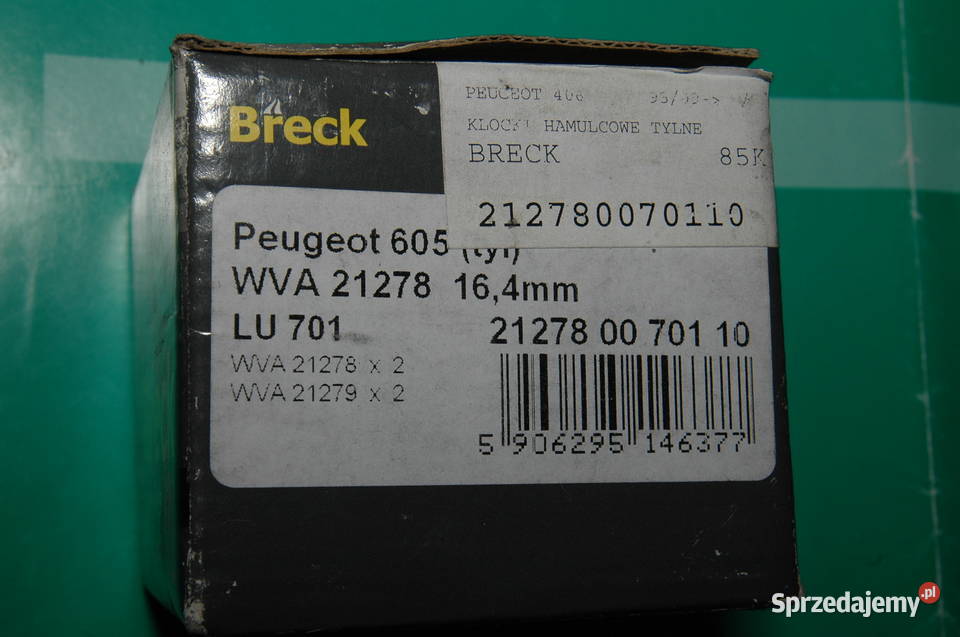 Breck
PEUGEOT 406
KLOCKI HAMULCOWE TYLNE
BRECK 85K
212780070110
Peugeot 605 (tył)
WVA 21278 16,4mm
LU 701 21278 00 701 10
WVA 21278 x 2
WVA 21279 x 2
5 906295 146377
Sprzedajemy.pl